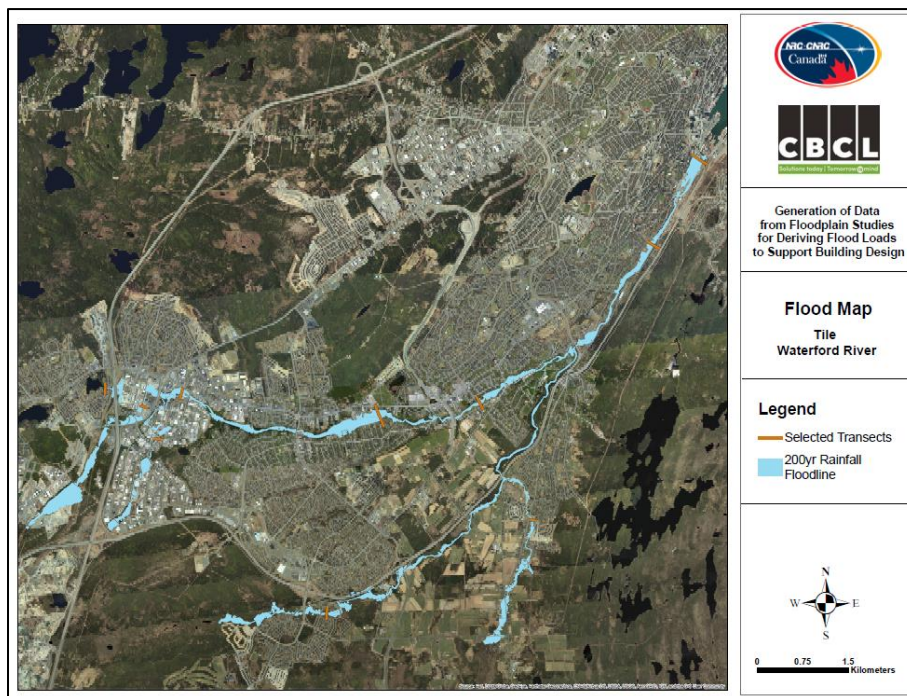 NRC·CNRC
Canada
CBCL
Solutions today | Tomorrow in mind
Generation of Data
from Floodplain Studies
for Deriving Flood Loads
to Support Building Design
Flood Map
Tile
Waterford River
Legend
Selected Transects
200yr Rainfall
Floodline
N
W E
S
0 0.75 1.5
Kilometers